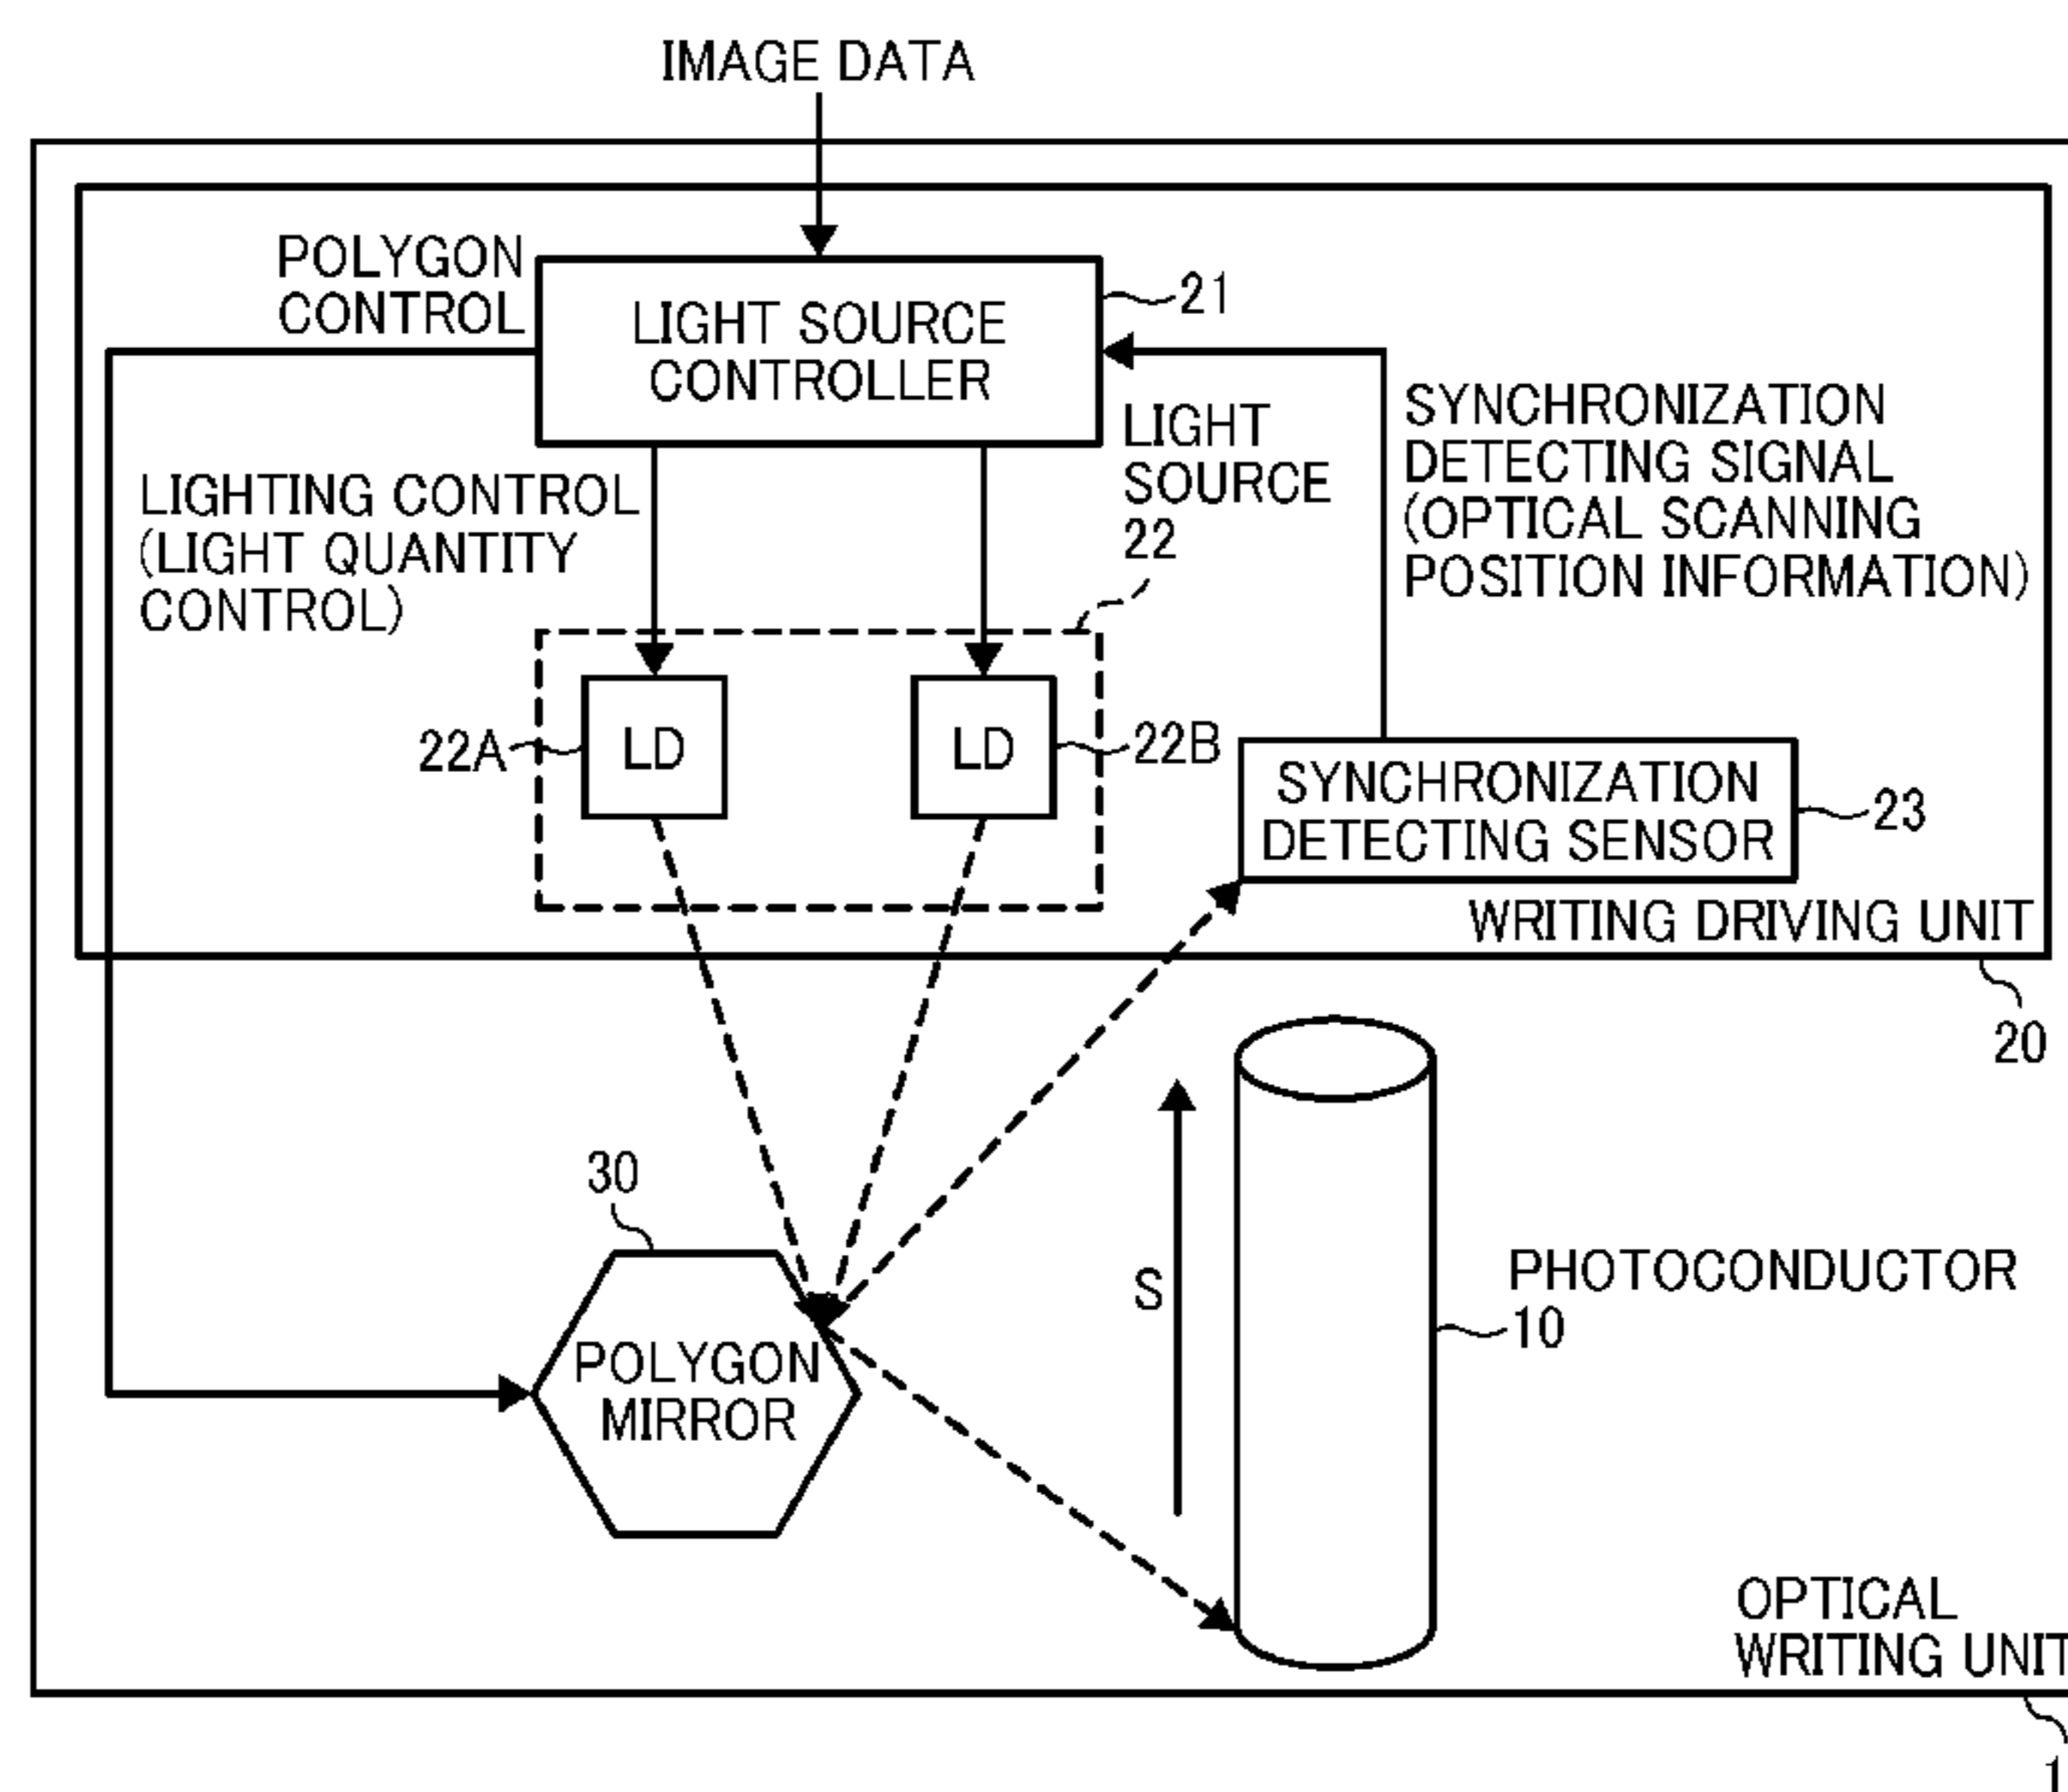 IMAGE DATA
POLYGON
CONTROL
LIGHT SOURCE
CONTROLLER
21
LIGHTING CONTROL
(LIGHT QUANTITY
CONTROL)
LIGHT
SOURCE
22
SYNCHRONIZATION
DETECTING SIGNAL
(OPTICAL SCANNING
POSITION INFORMATION)
22A
LD
LD
22B
SYNCHRONIZATION
DETECTING SENSOR
23
WRITING DRIVING UNIT
20
30
POLYGON
MIRROR
S
PHOTOCONDUCTOR
10
OPTICAL
WRITING UNIT
1